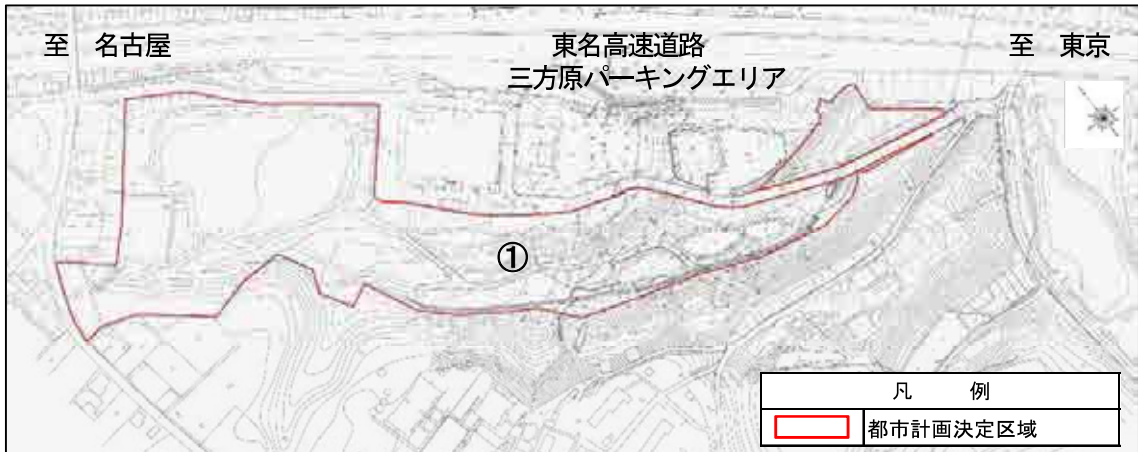 至 名古屋
東名高速道路
三方原パーキングエリア
至 東京
①
凡 例
都市計画決定区域